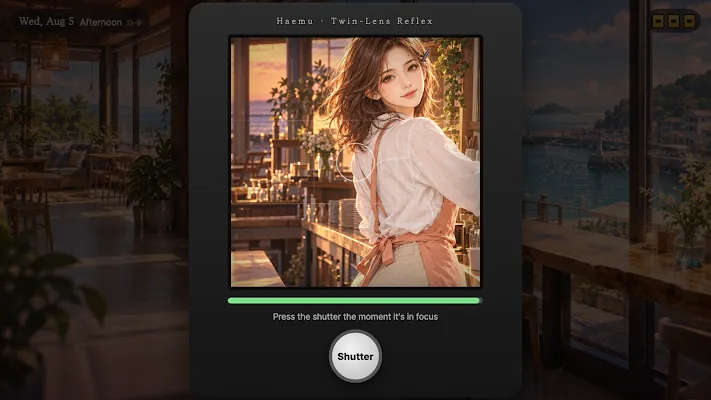 Wed, Aug 5 Afternoon
Haemu · Twin-Lens Reflex
Press the shutter the moment it's in focus
Shutter